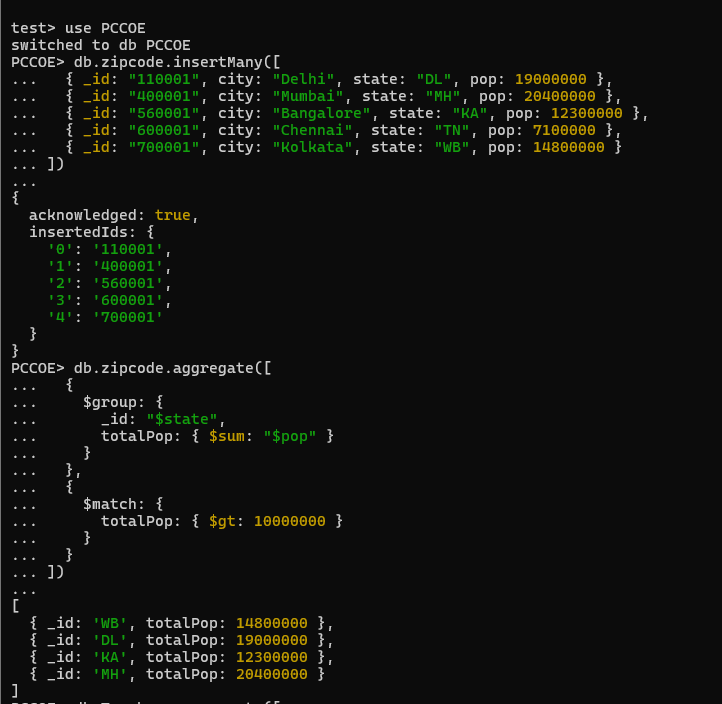 test> use PCCOE
switched to db PCCOE
PCCOE> db.zipcode.insertMany([
...   { _id: "110001", city: "Delhi", state: "DL", pop: 19000000 },
...   { _id: "400001", city: "Mumbai", state: "MH", pop: 20400000 },
...   { _id: "560001", city: "Bangalore", state: "KA", pop: 12300000 },
...   { _id: "600001", city: "Chennai", state: "TN", pop: 7100000 },
...   { _id: "700001", city: "Kolkata", state: "WB", pop: 14800000 }
... ])
...
{
  acknowledged: true,
  insertedIds: {
    '0': '110001',
    '1': '400001',
    '2': '560001',
    '3': '600001',
    '4': '700001'
  }
}
PCCOE> db.zipcode.aggregate([
...   {
...     $group: {
...       _id: "$state",
...       totalPop: { $sum: "$pop" }
...     }
...   },
...   {
...     $match: {
...       totalPop: { $gt: 10000000 }
...     }
...   }
... ])
...
[
  { _id: 'WB', totalPop: 14800000 },
  { _id: 'DL', totalPop: 19000000 },
  { _id: 'KA', totalPop: 12300000 },
  { _id: 'MH', totalPop: 20400000 }
]